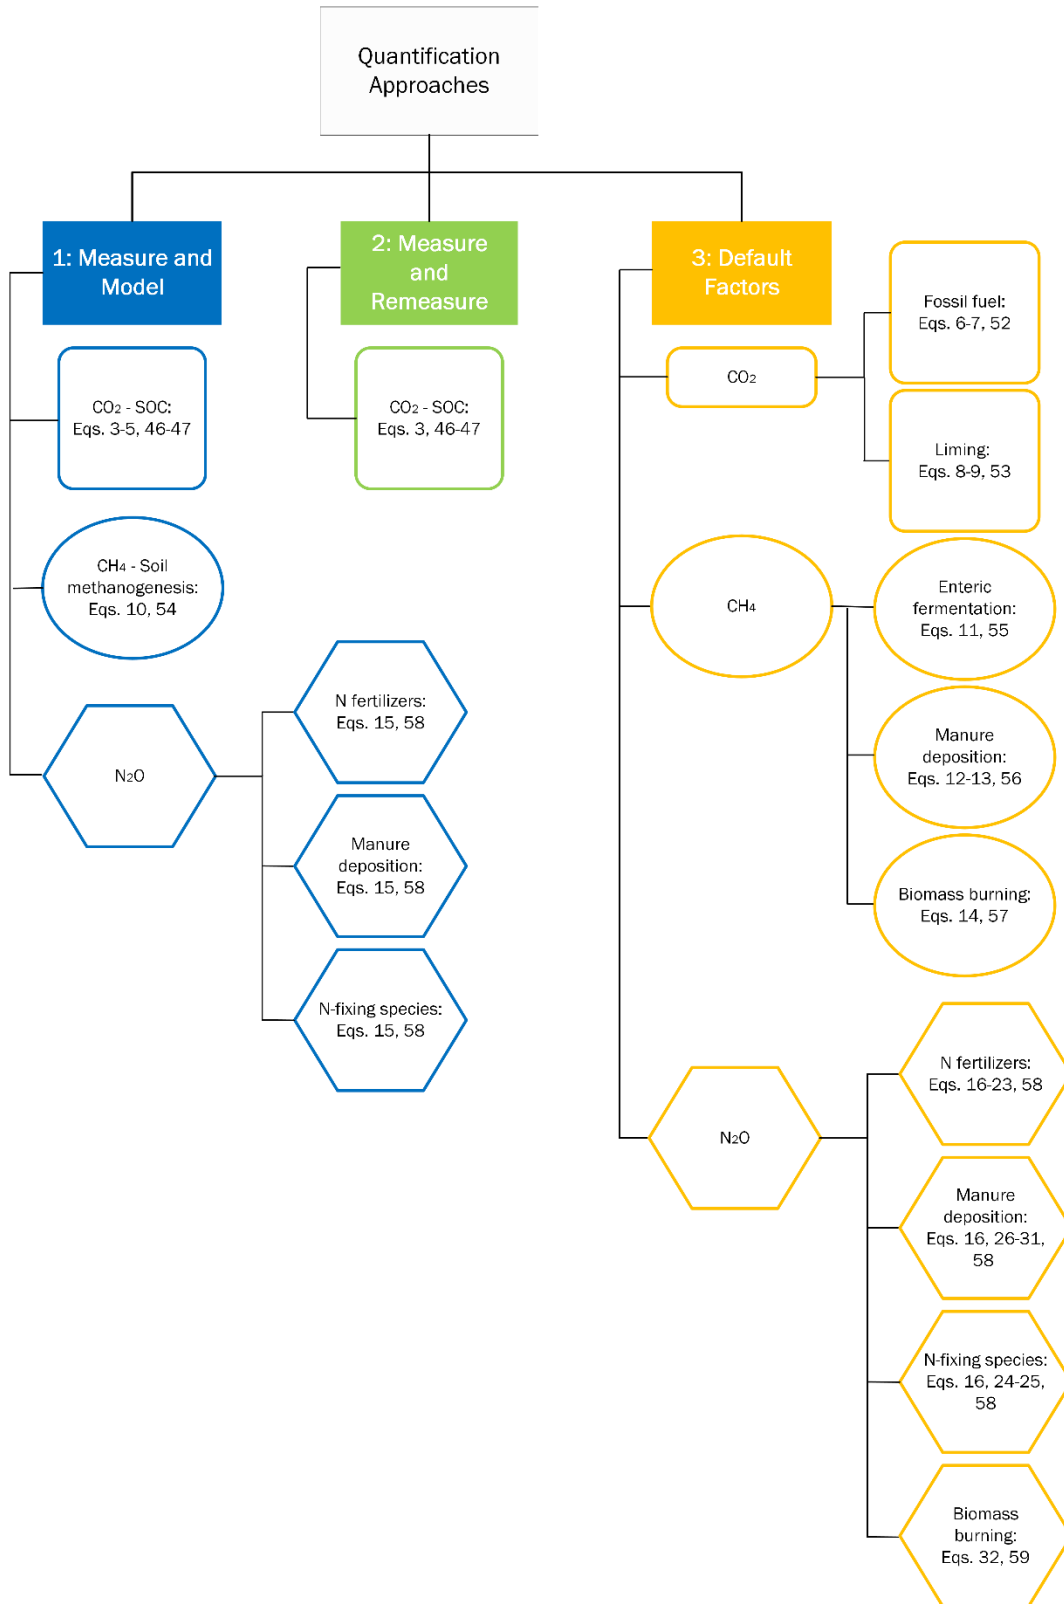 Quantification
Approaches
1: Measure and
Model
2: Measure
and
Remeasure
3: Default
Factors
CO₂ - SOC:
Eqs. 3-5, 46-47
CH₄ - Soil
methanogenesis:
Eqs. 10, 54
N₂O
N fertilizers:
Eqs. 15, 58
Manure
deposition:
Eqs. 15, 58
N-fixing species:
Eqs. 15, 58
CO₂ - SOC:
Eqs. 3, 46-47
CO₂
Fossil fuel:
Eqs. 6-7, 52
Liming:
Eqs. 8-9, 53
CH₄
Enteric
fermentation:
Eqs. 11, 55
Manure
deposition:
Eqs. 12-13, 56
Biomass burning:
Eqs. 14, 57
N₂O
N fertilizers:
Eqs. 16-23, 58
Manure
deposition:
Eqs. 16, 26-31,
58
N-fixing species:
Eqs. 16, 24-25,
58
Biomass
burning:
Eqs. 32, 59